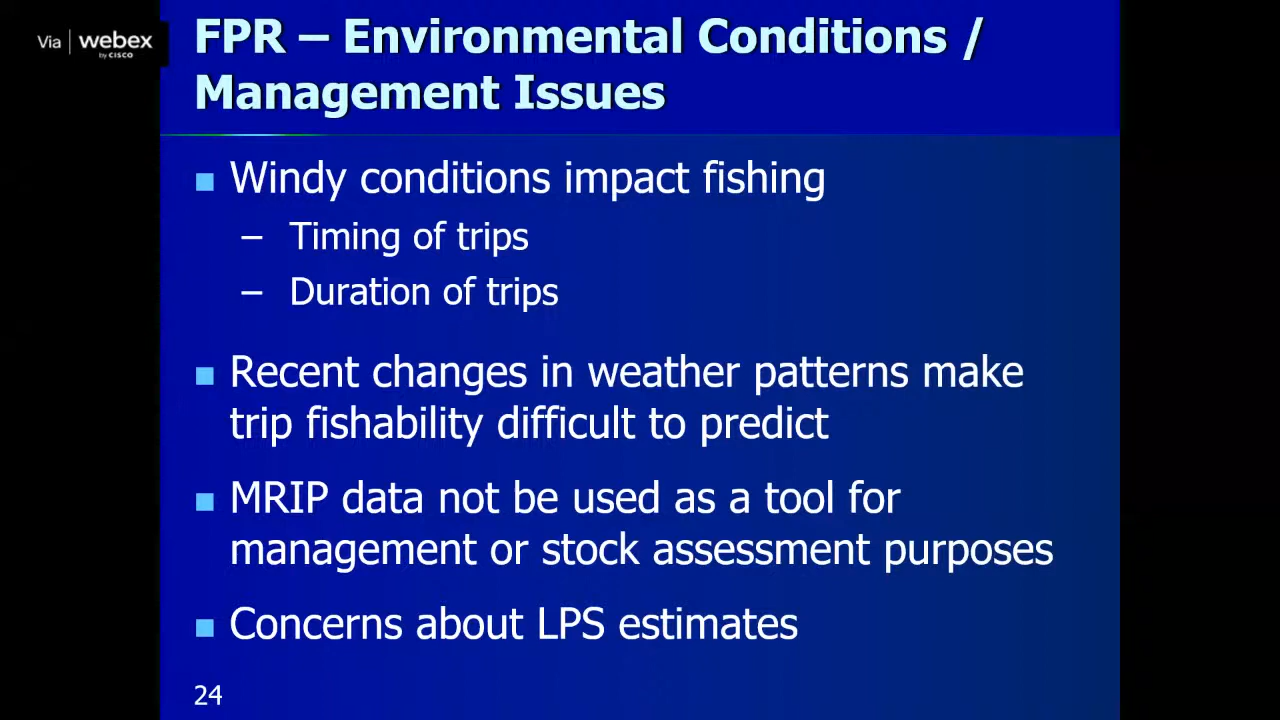 Via | webex
by CISCO
FPR – Environmental Conditions /
Management Issues
■ Windy conditions impact fishing
– Timing of trips
– Duration of trips
■ Recent changes in weather patterns make
trip fishability difficult to predict
■ MRIP data not be used as a tool for
management or stock assessment purposes
■ Concerns about LPS estimates
24